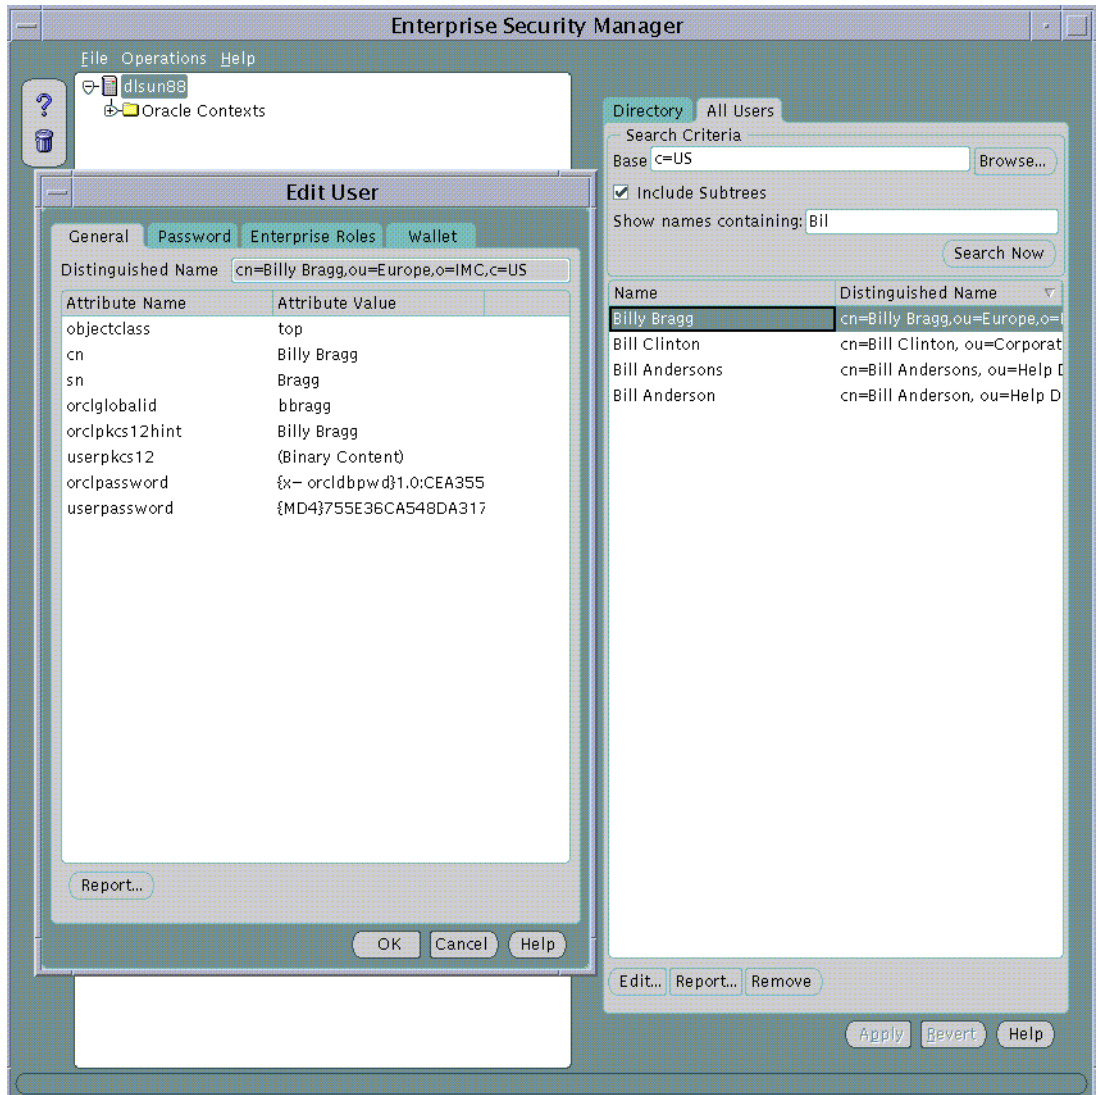 Enterprise Security Manager
File Operations Help
dlsun88
Oracle Contexts
Directory All Users
Search Criteria
Base c=US Browse...
Include Subtrees
Show names containing: Bil
Search Now
Name Distinguished Name
Billy Bragg cn=Billy Bragg,ou=Europe,o=I
Bill Clinton cn=Bill Clinton, ou=Corporat
Bill Andersons cn=Bill Andersons, ou=Help D
Bill Anderson cn=Bill Anderson, ou=Help D
Edit... Report... Remove
Apply Revert Help
Edit User
General Password Enterprise Roles Wallet
Distinguished Name cn=Billy Bragg,ou=Europe,o=IMC,c=US
Attribute Name Attribute Value
objectclass top
cn Billy Bragg
sn Bragg
orclglobalid bbragg
orclpkcs12hint Billy Bragg
userpkcs12 (Binary Content)
orclpassword {x- orcldbpwd}1.0:CEA355
userpassword {MD4}755E36CA548DA317
Report...
OK Cancel Help